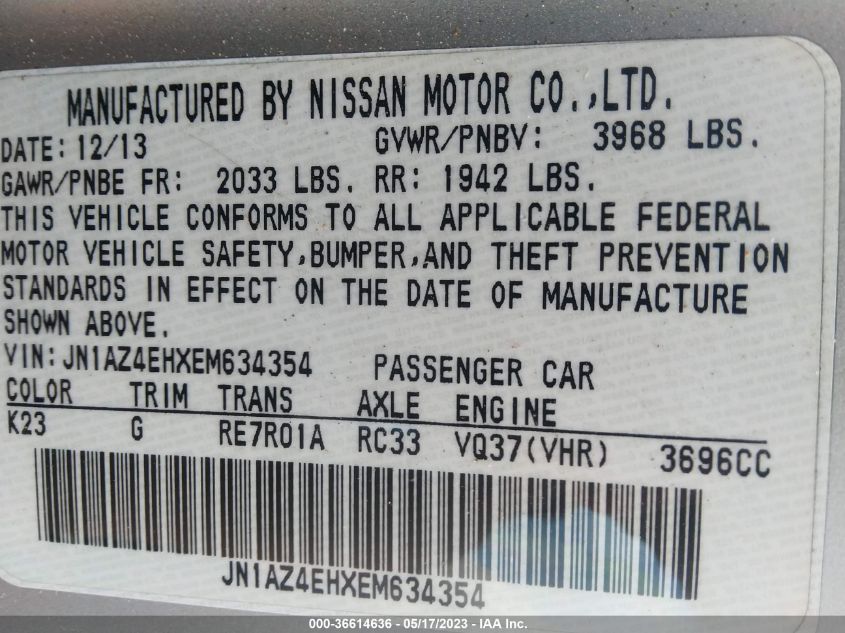 MANUFACTURED BY NISSAN MOTOR CO.,LTD.
DATE: 12/13 GVWR/PNBV: 3968 LBS.
GAWR/PNBE FR: 2033 LBS. RR: 1942 LBS.
THIS VEHICLE CONFORMS TO ALL APPLICABLE FEDERAL
MOTOR VEHICLE SAFETY,BUMPER,AND THEFT PREVENTION
STANDARDS IN EFFECT ON THE DATE OF MANUFACTURE
SHOWN ABOVE.
VIN:JN1AZ4EHXEM634354 PASSENGER CAR
COLOR TRIM TRANS AXLE ENGINE
K23 G RE7R01A RC33 VQ37(VHR) 3696CC
JN1AZ4EHXEM634354
000-36614636 - 05/17/2023 - IAA Inc.